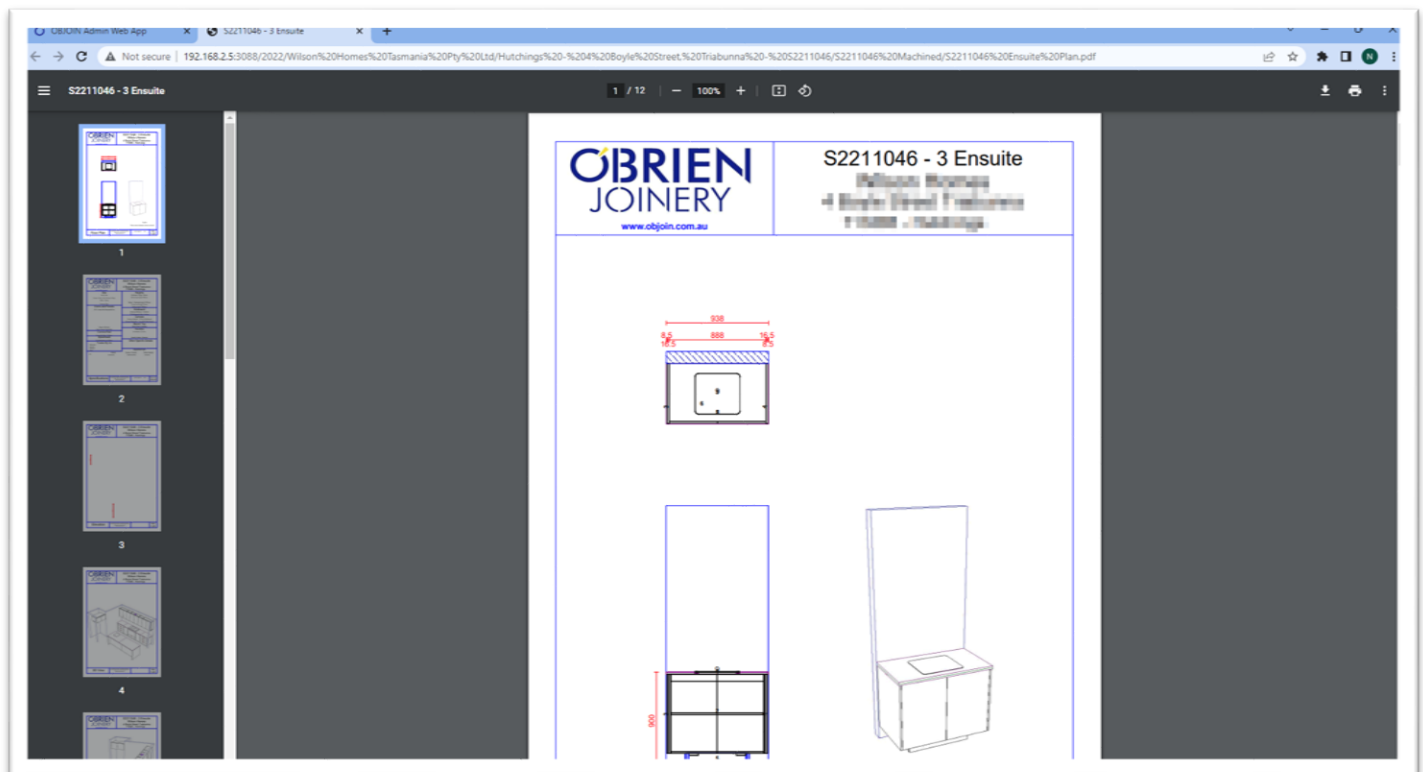 OBJOIN Admin Web App
S2211046 - 3 Ensuite
Not secure | 192.168.2.5:3088/2022/Wilson%20Homes%20Tasmania%20Pty%20Ltd/Hutchings%20-%204%20Boyle%20Street,%20Triabunna%20-%20S2211046/S2211046%20Machined/S2211046%20Ensuite%20Plan.pdf
N
S2211046 - 3 Ensuite
1 / 12
100%
1
2
3
4
O'BRIEN
JOINERY
www.objoin.com.au
S2211046 - 3 Ensuite
938
8.5 888 16.5
16.5 8.5
900